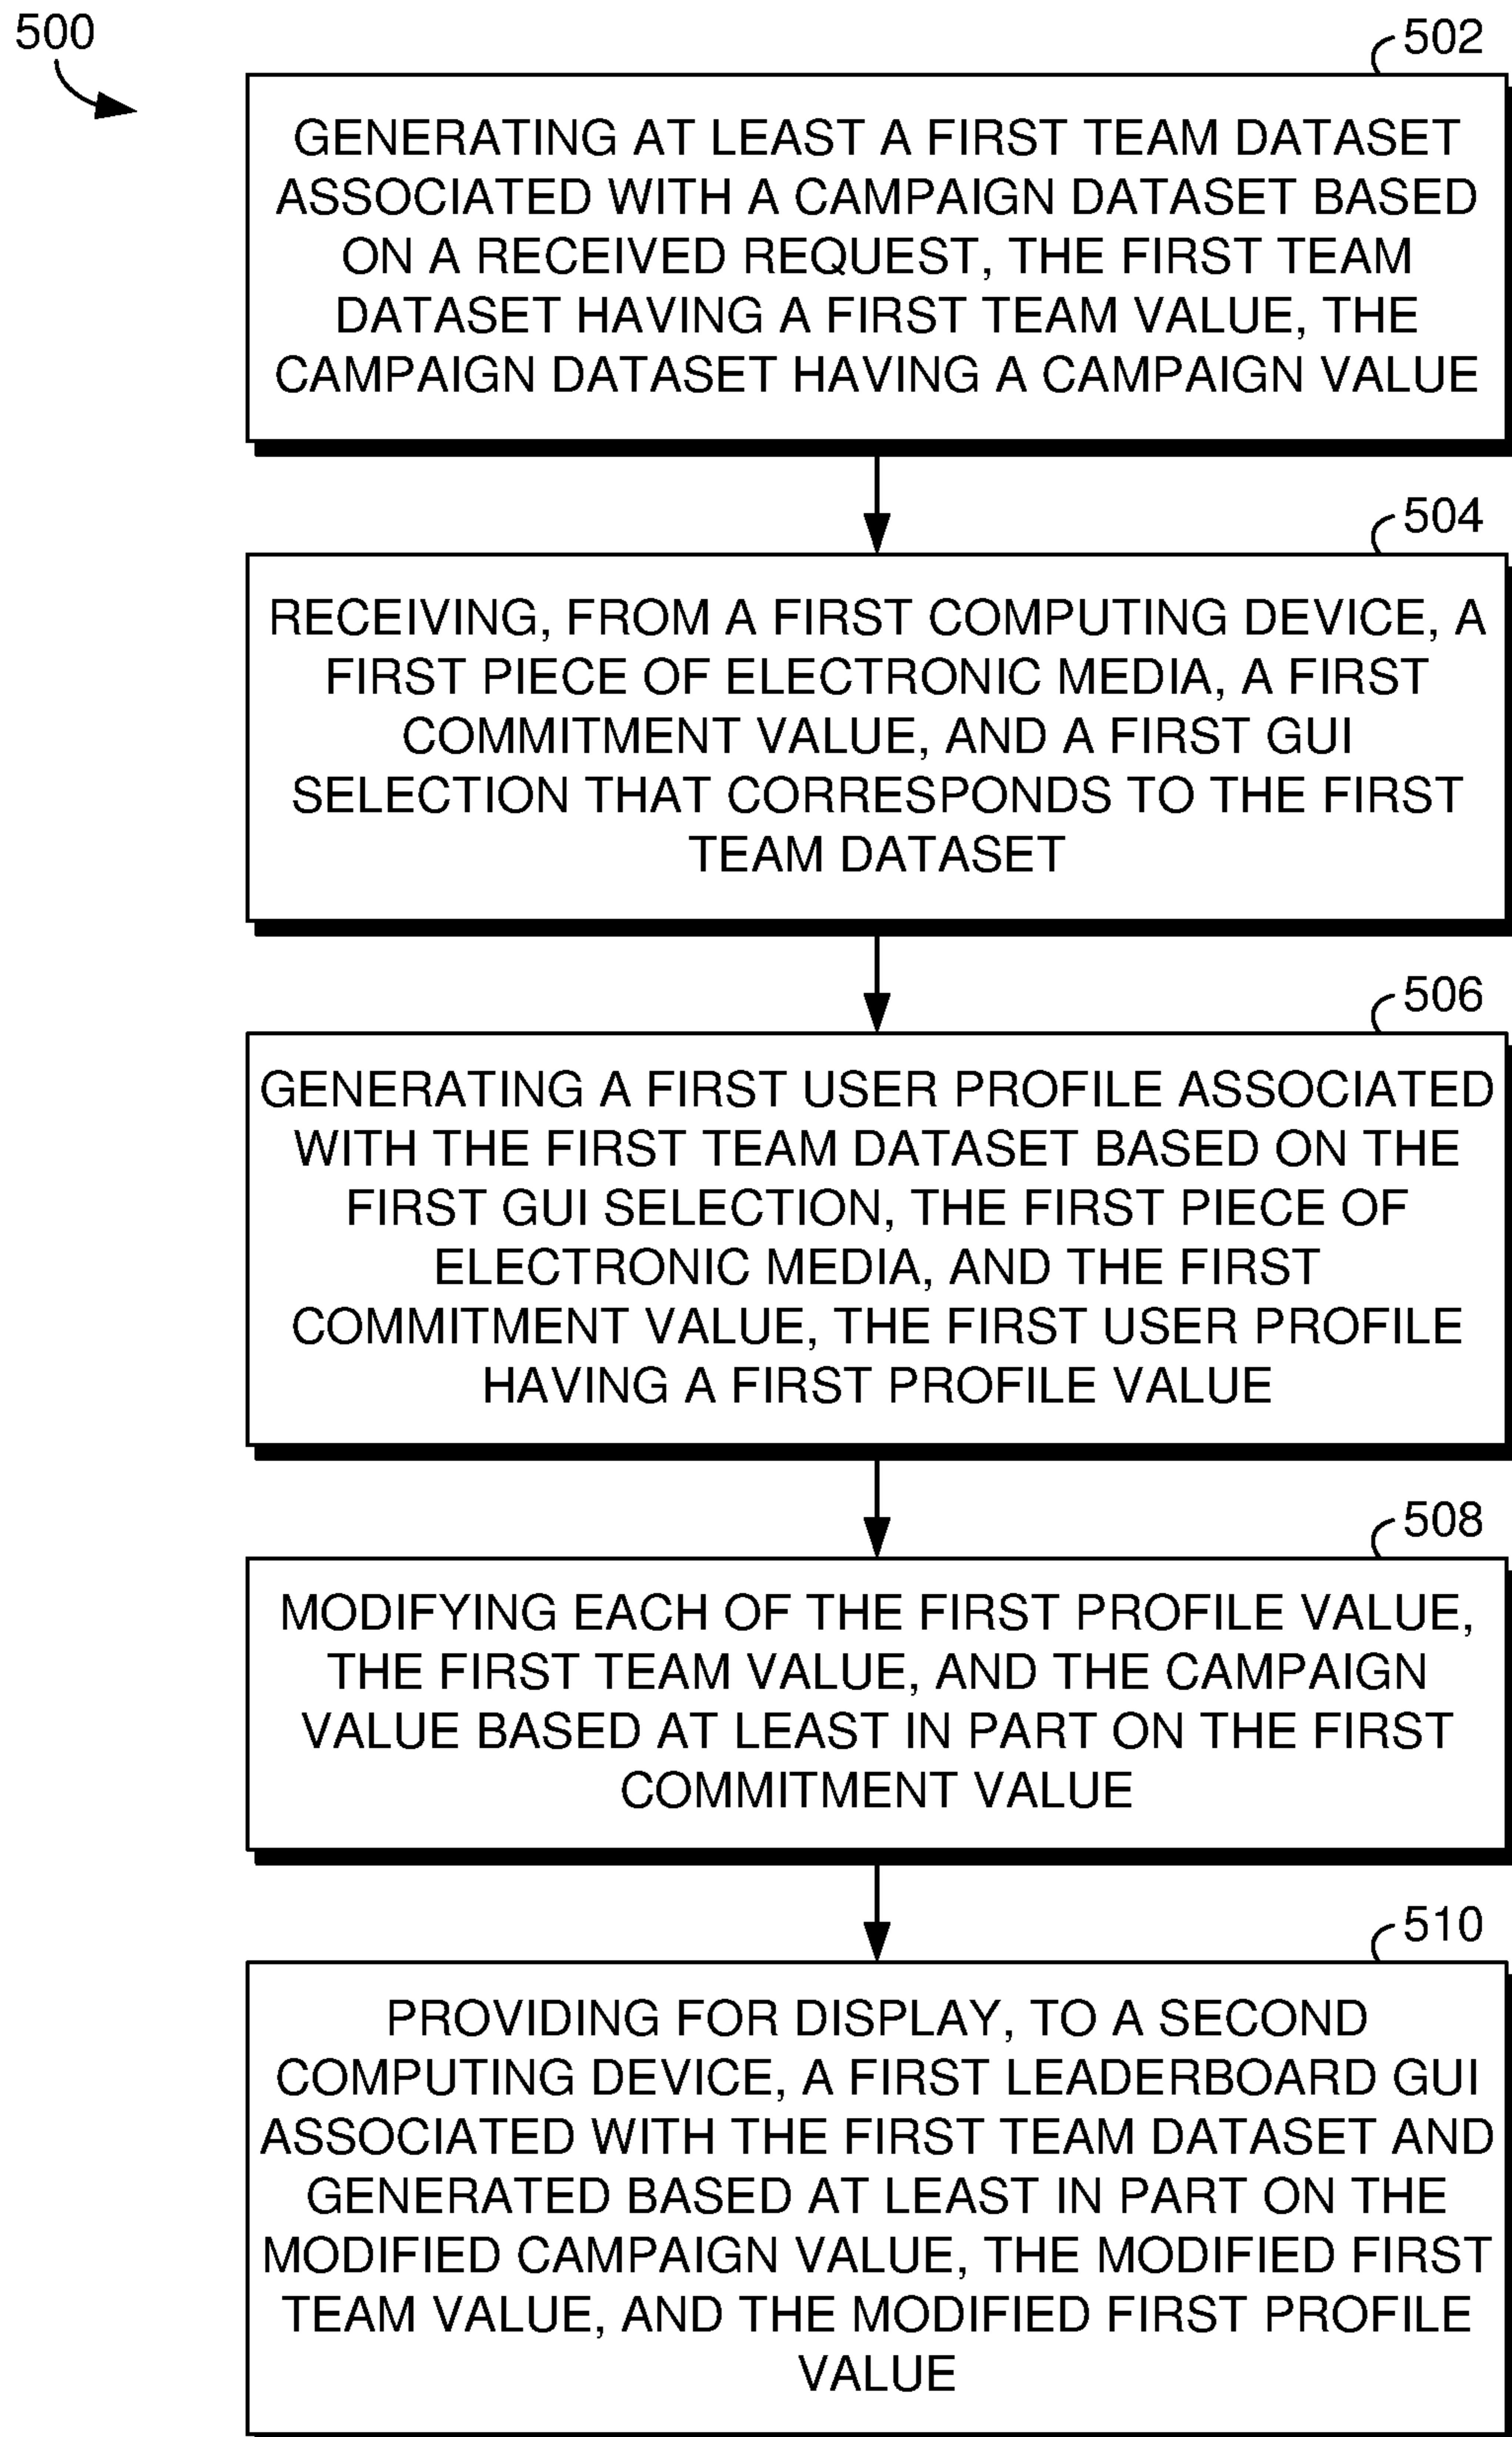 500
502
GENERATING AT LEAST A FIRST TEAM DATASET
ASSOCIATED WITH A CAMPAIGN DATASET BASED
ON A RECEIVED REQUEST, THE FIRST TEAM
DATASET HAVING A FIRST TEAM VALUE, THE
CAMPAIGN DATASET HAVING A CAMPAIGN VALUE
504
RECEIVING, FROM A FIRST COMPUTING DEVICE, A
FIRST PIECE OF ELECTRONIC MEDIA, A FIRST
COMMITMENT VALUE, AND A FIRST GUI
SELECTION THAT CORRESPONDS TO THE FIRST
TEAM DATASET
506
GENERATING A FIRST USER PROFILE ASSOCIATED
WITH THE FIRST TEAM DATASET BASED ON THE
FIRST GUI SELECTION, THE FIRST PIECE OF
ELECTRONIC MEDIA, AND THE FIRST
COMMITMENT VALUE, THE FIRST USER PROFILE
HAVING A FIRST PROFILE VALUE
508
MODIFYING EACH OF THE FIRST PROFILE VALUE,
THE FIRST TEAM VALUE, AND THE CAMPAIGN
VALUE BASED AT LEAST IN PART ON THE FIRST
COMMITMENT VALUE
510
PROVIDING FOR DISPLAY, TO A SECOND
COMPUTING DEVICE, A FIRST LEADERBOARD GUI
ASSOCIATED WITH THE FIRST TEAM DATASET AND
GENERATED BASED AT LEAST IN PART ON THE
MODIFIED CAMPAIGN VALUE, THE MODIFIED FIRST
TEAM VALUE, AND THE MODIFIED FIRST PROFILE
VALUE